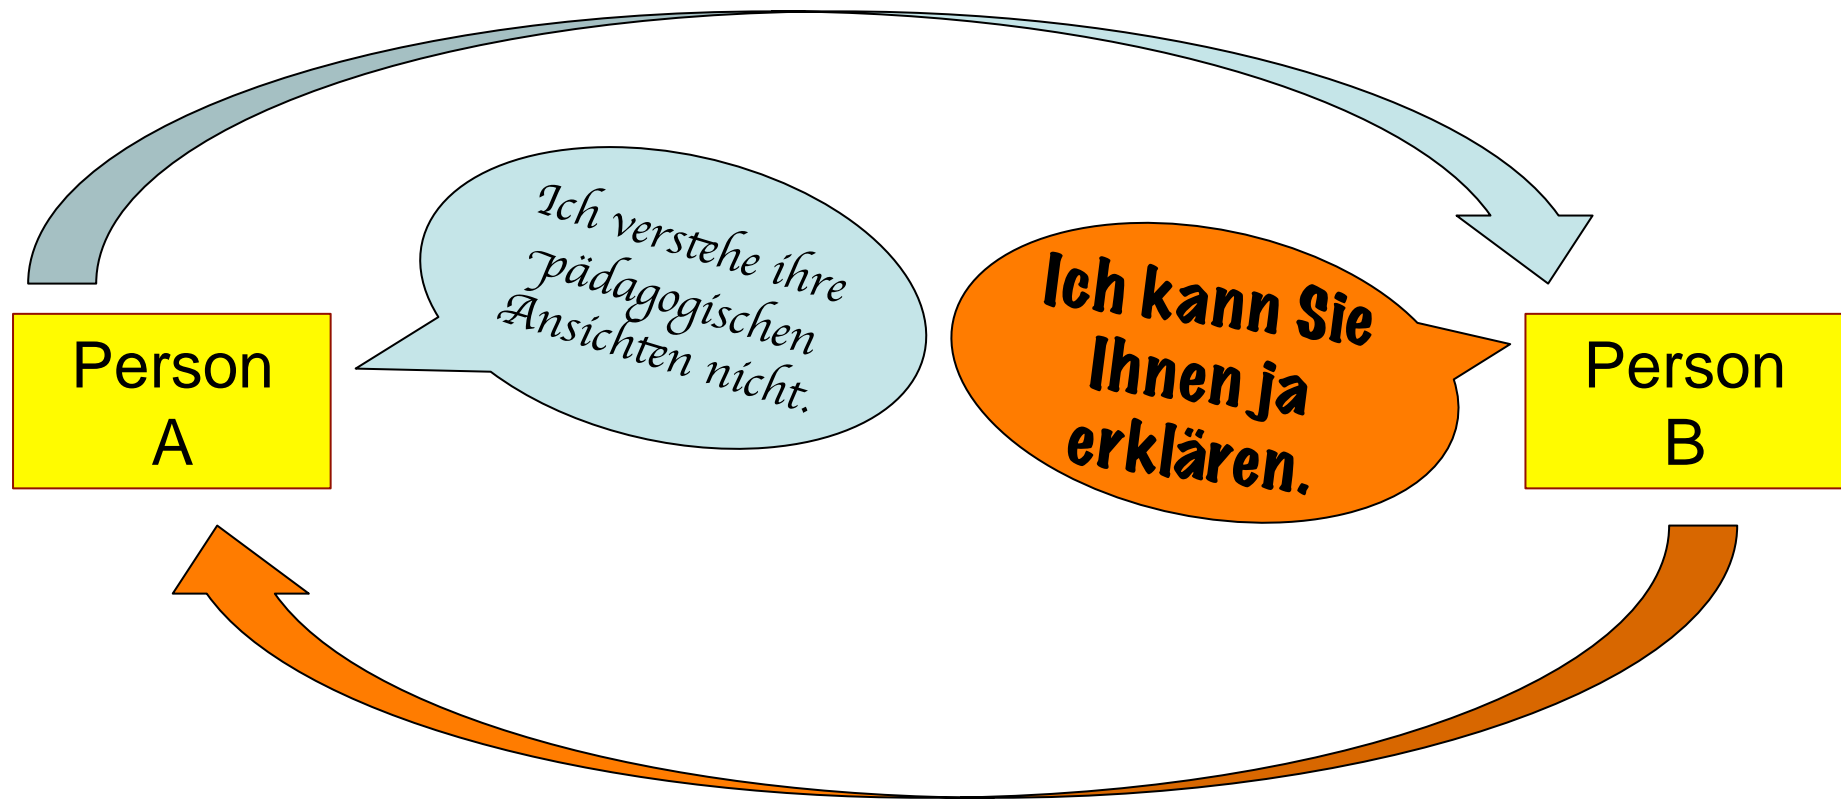 Person
A
Ich verstehe ihre
pädagogischen
Ansichten nicht.
Ich kann Sie
Ihnen ja
erklären.
Person
B